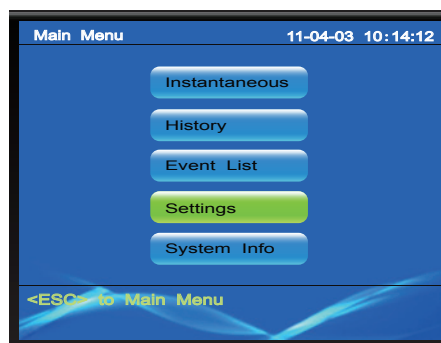 Main Menu 11-04-03 10:14:12
Instantaneous
History
Event List
Settings
System Info
<ESC> to Main Menu